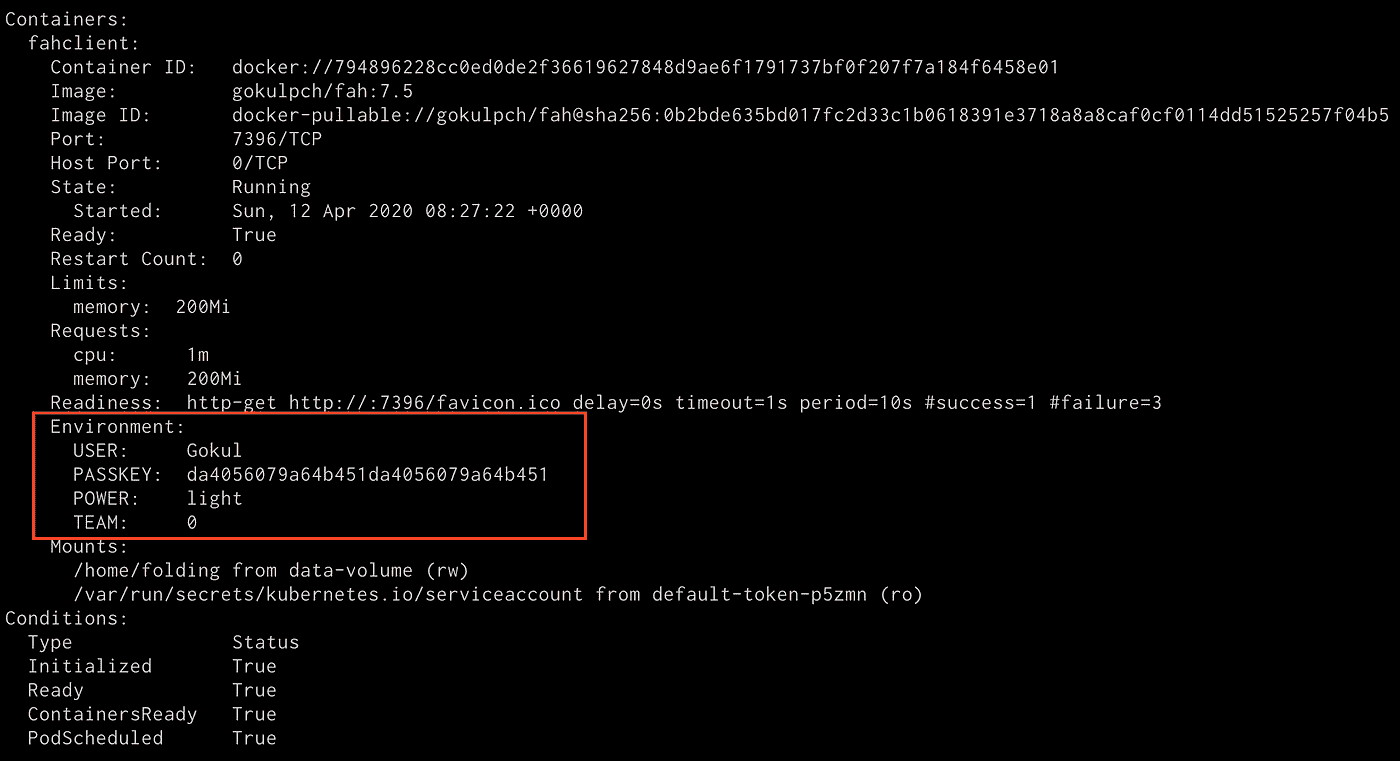 Containers:
  fahclient:
    Container ID:   docker://794896228cc0ed0de2f36619627848d9ae6f1791737bf0f207f7a184f6458e01
    Image:          gokulpch/fah:7.5
    Image ID:       docker-pullable://gokulpch/fah@sha256:0b2bde635bd017fc2d33c1b0618391e3718a8a8caf0cf0114dd51525257f04b5
    Port:           7396/TCP
    Host Port:      0/TCP
    State:          Running
      Started:      Sun, 12 Apr 2020 08:27:22 +0000
    Ready:          True
    Restart Count:  0
    Limits:
      memory:  200Mi
    Requests:
      cpu:      1m
      memory:   200Mi
    Readiness:  http-get http://:7396/favicon.ico delay=0s timeout=1s period=10s #success=1 #failure=3
    Environment:
      USER:     Gokul
      PASSKEY:  da4056079a64b451da4056079a64b451
      POWER:    light
      TEAM:     0
    Mounts:
      /home/folding from data-volume (rw)
      /var/run/secrets/kubernetes.io/serviceaccount from default-token-p5zmn (ro)
Conditions:
  Type              Status
  Initialized       True
  Ready             True
  ContainersReady   True
  PodScheduled      True